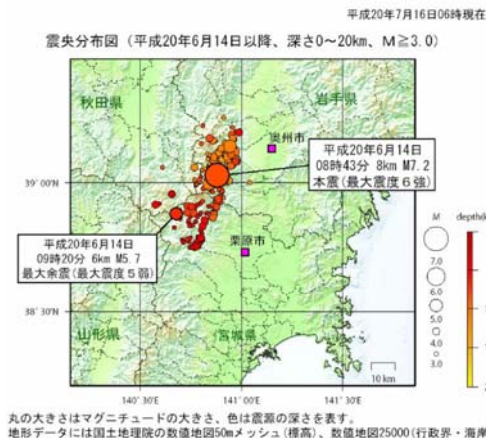 平成20年7月16日06時現在
震央分布図（平成20年6月14日以降、深さ0～20km、M≧3.0）
秋田県
岩手県
奥州市
平成20年6月14日
08時43分 8km M7.2
本震(最大震度６強)
39°00'N
平成20年6月14日
09時20分 6km M5.7
最大余震(最大震度５弱)
栗原市
38°30'N
山形県
宮城県
10 km
140°30'E
141°00'E
141°30'E
M
7.0
6.0
5.0
4.0
3.0
depth(k
丸の大きさはマグニチュードの大きさ、色は震源の深さを表す。
地形データには国土地理院の数値地図50mメッシュ(標高)、数値地図25000(行政界・海岸